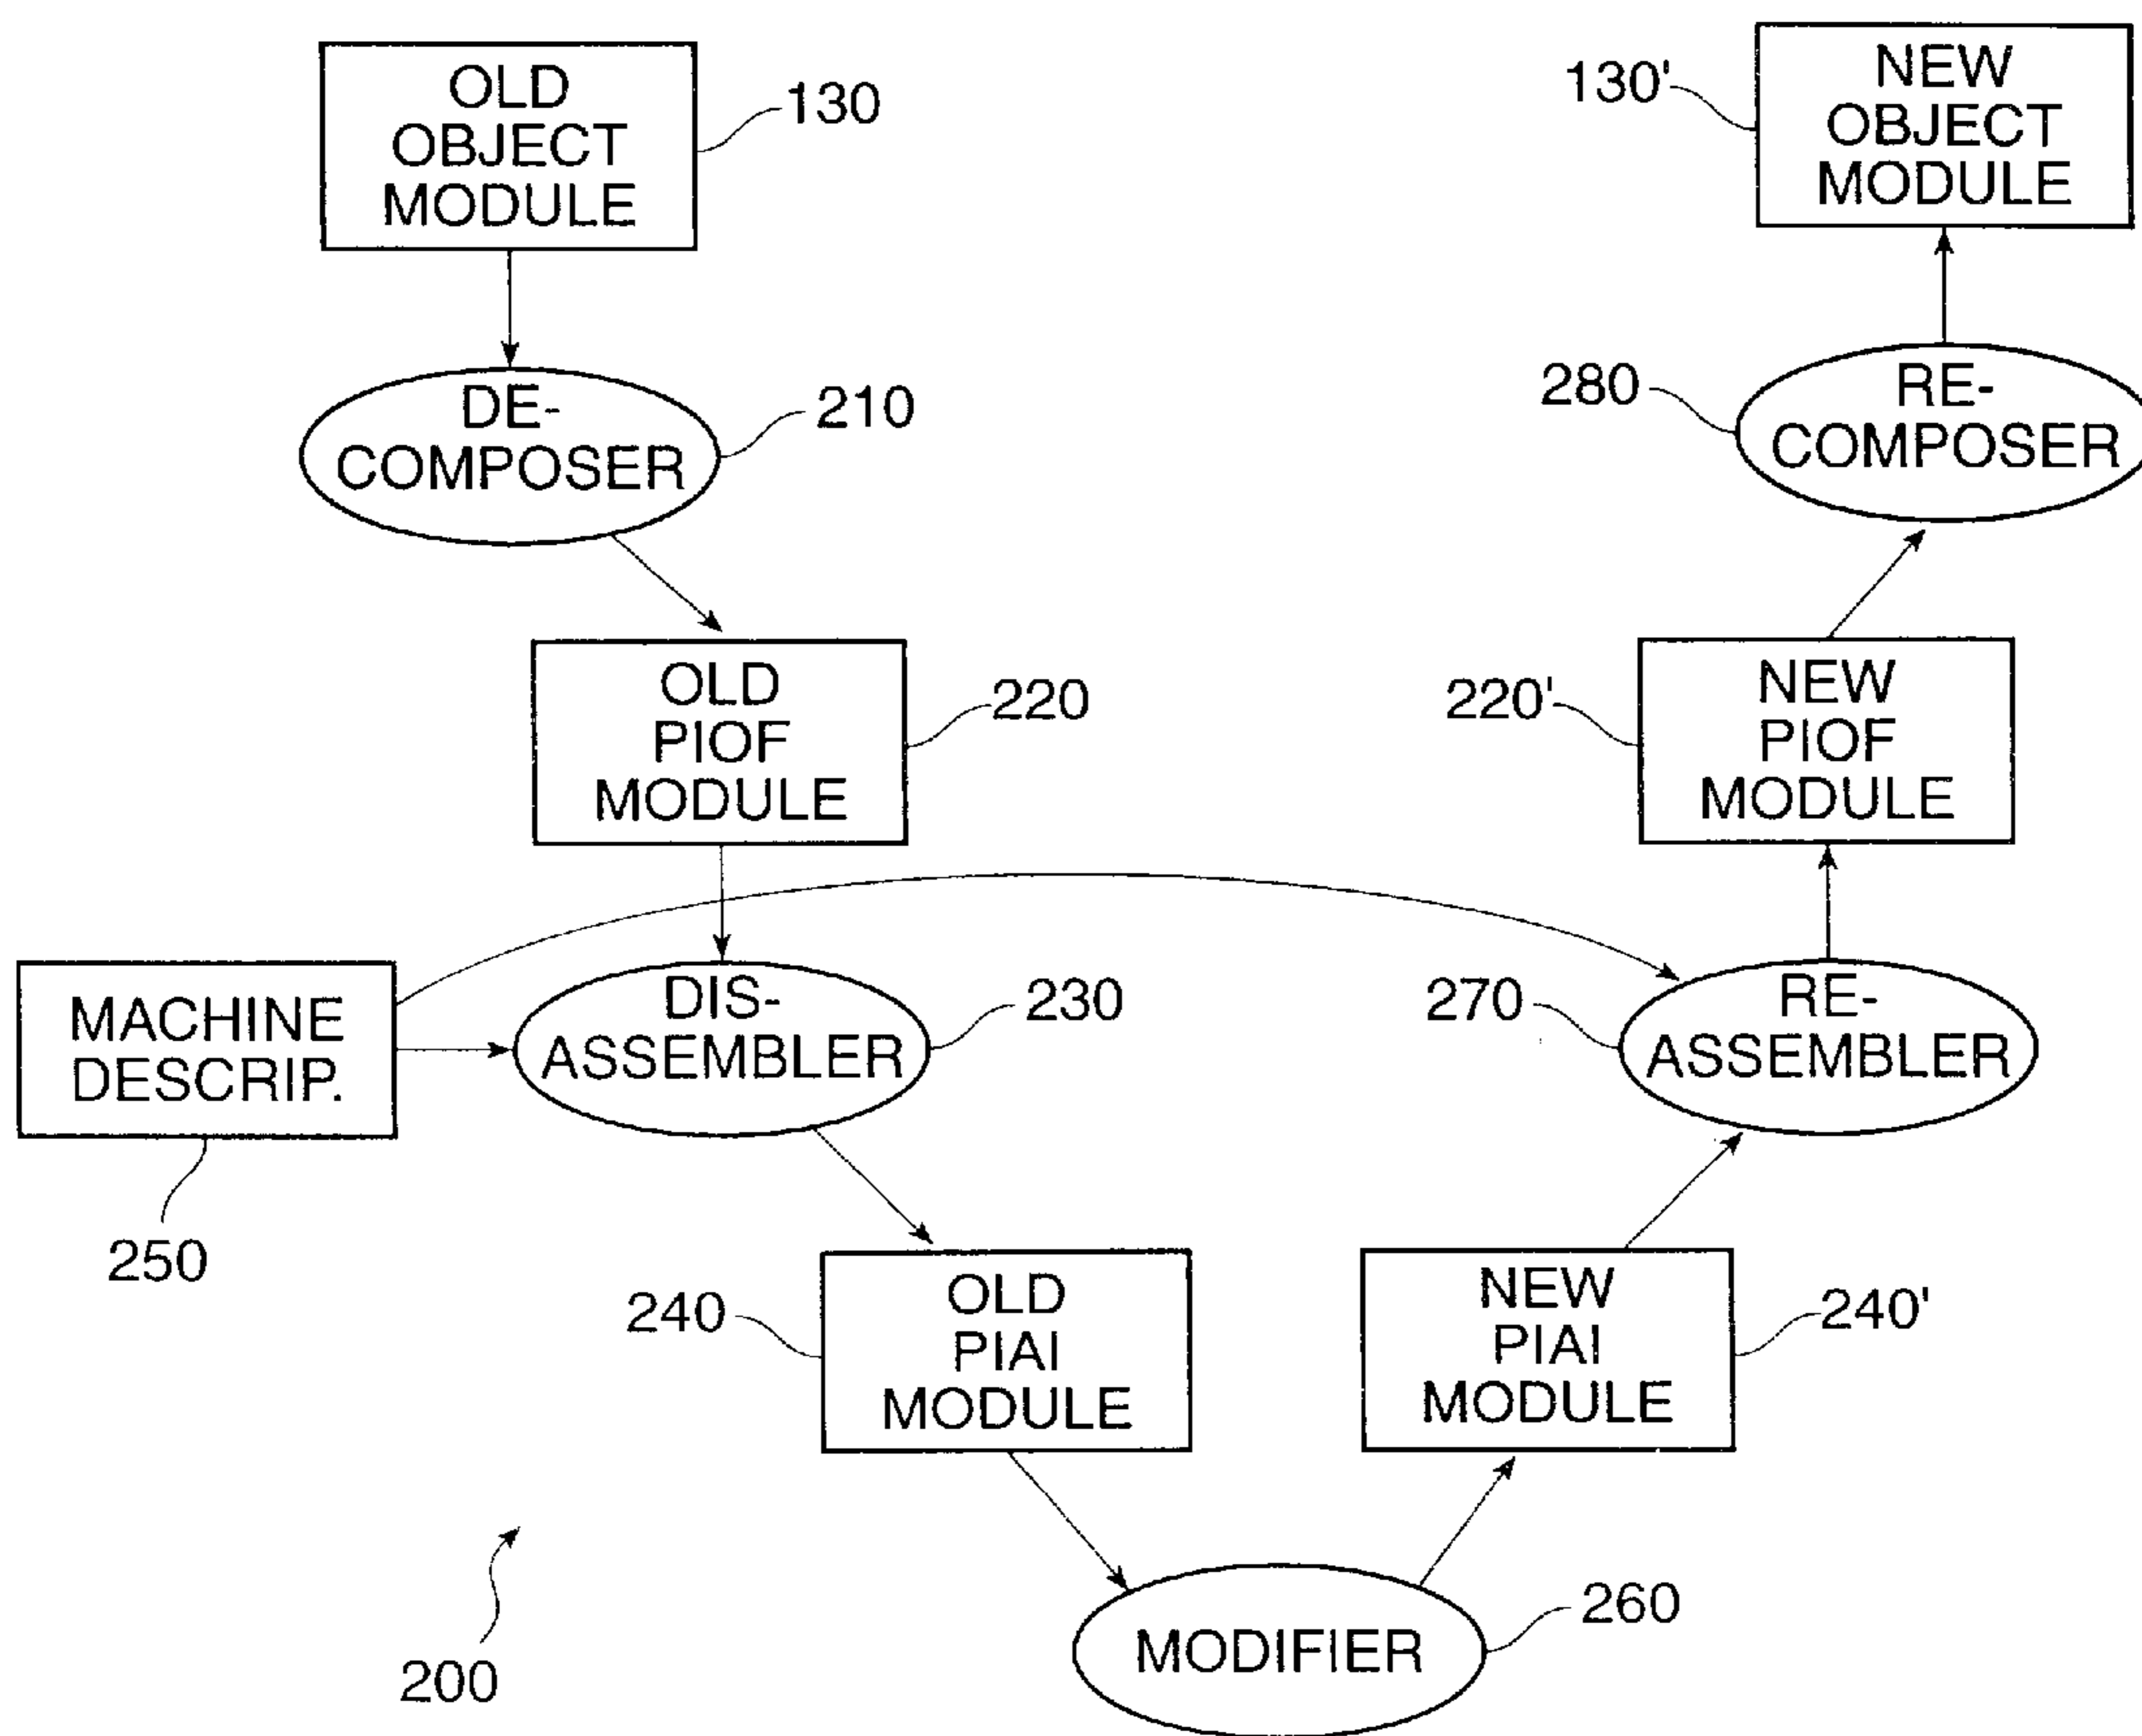 OLD
OBJECT
MODULE
130
130'
NEW
OBJECT
MODULE
DE-
COMPOSER
210
280
RE-
COMPOSER
OLD
PIOF
MODULE
220
220'
NEW
PIOF
MODULE
MACHINE
DESCRIP.
250
DIS-
ASSEMBLER
230
270
RE-
ASSEMBLER
240
OLD
PIAI
MODULE
NEW
PIAI
MODULE
240'
200
MODIFIER
260